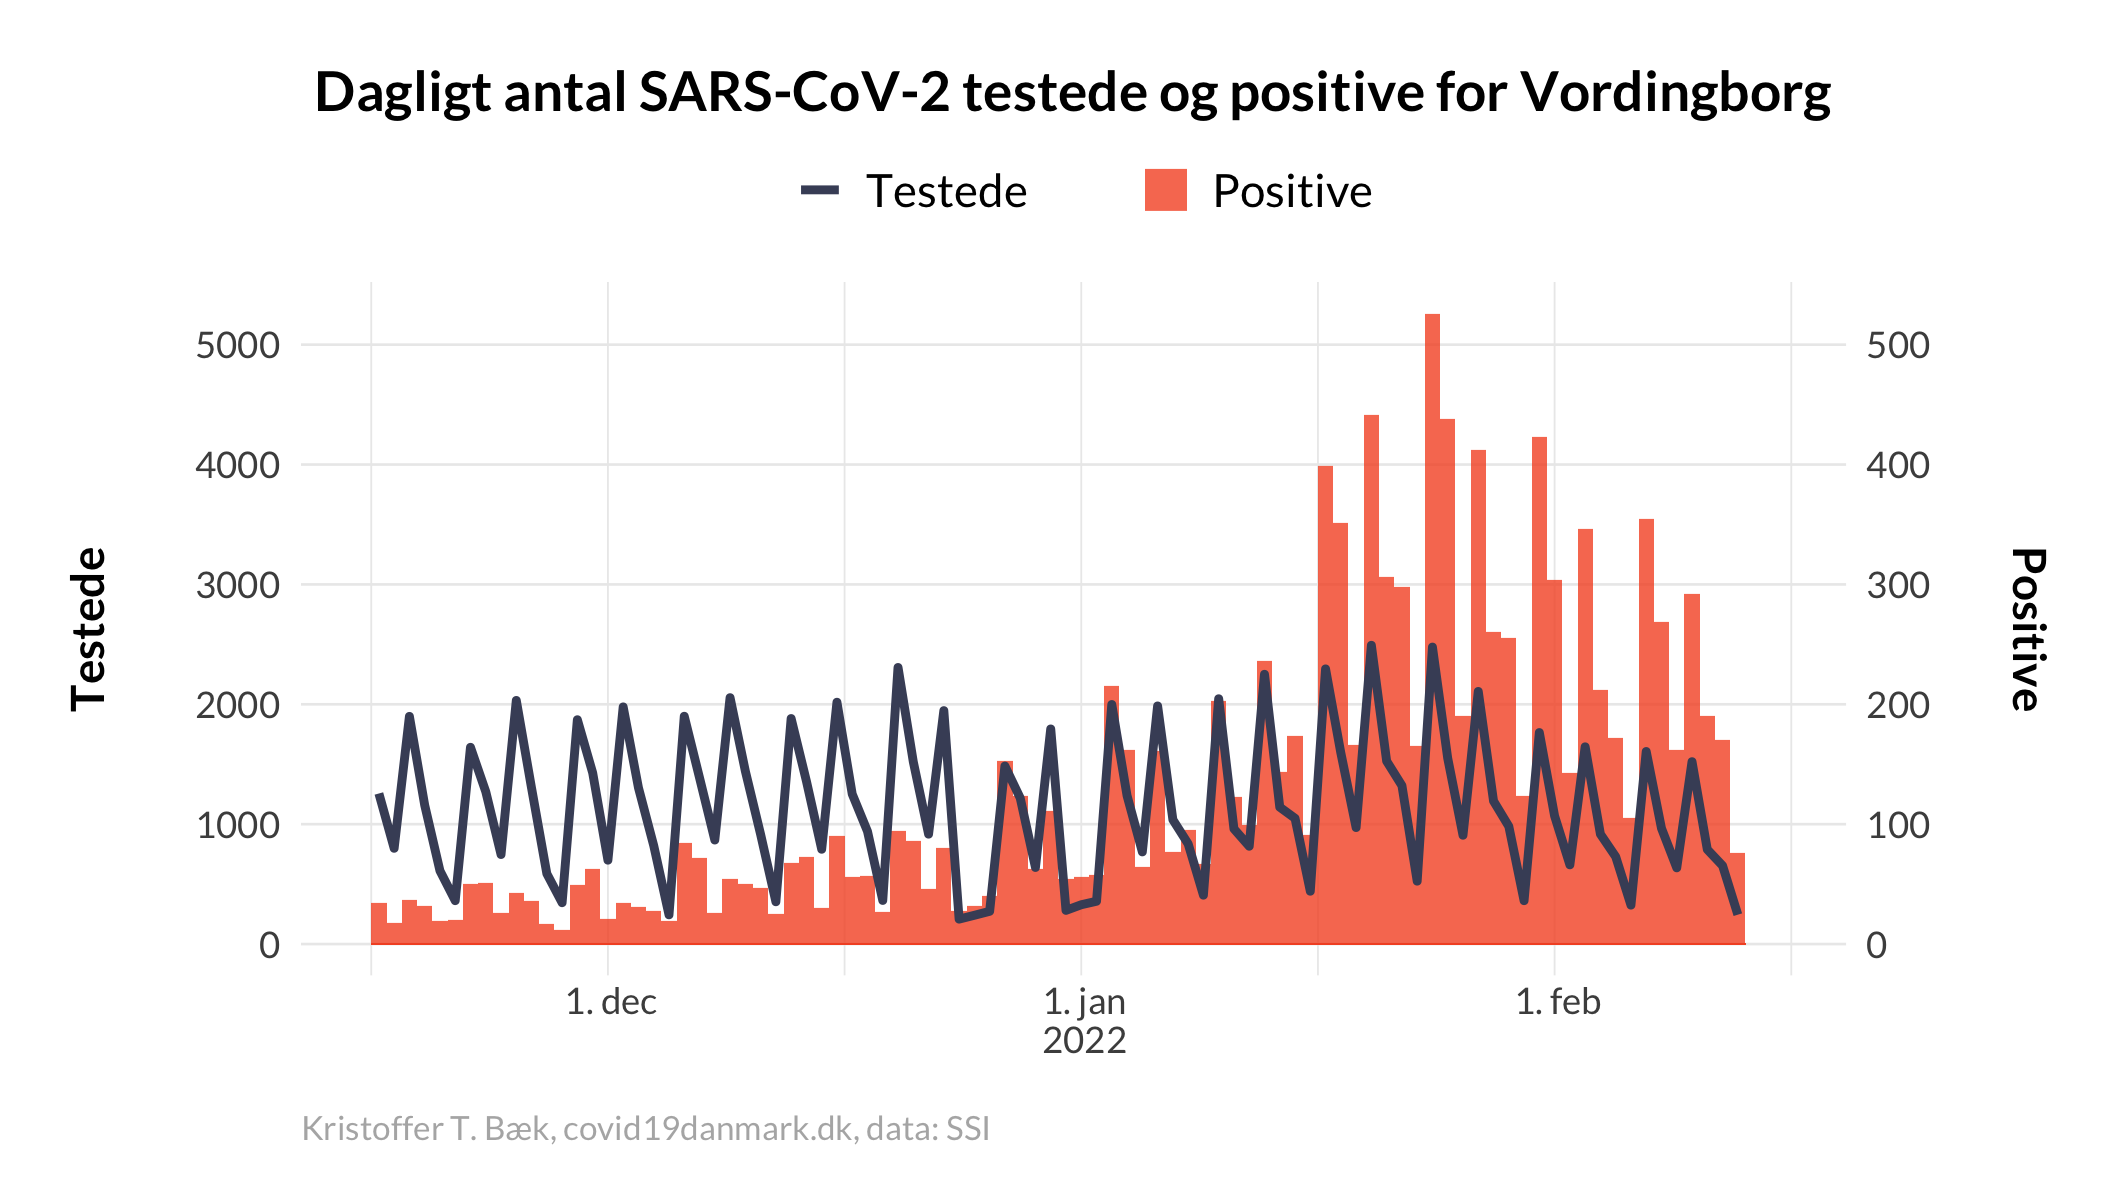 Dagligt antal SARS-CoV-2 testede og positive for Vordingborg
Testede
Positive
5000
4000
3000
2000
1000
0
500
400
300
200
100
0
Testede
Positive
1. dec
1. jan
2022
1. feb
Kristoffer T. Bæk, covid19danmark.dk, data: SSI